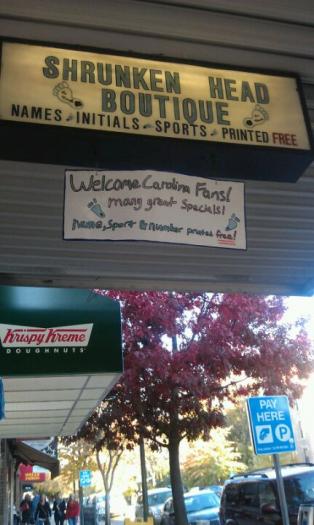 SHRUNKEN HEAD
BOUTIQUE
NAMES INITIALS SPORTS PRINTED FREE
Welcome Carolina Fans!
many great Specials!
Name, Sport & Number printed free!
Krispy Kreme
DOUGHNUTS
PAY
HERE
P